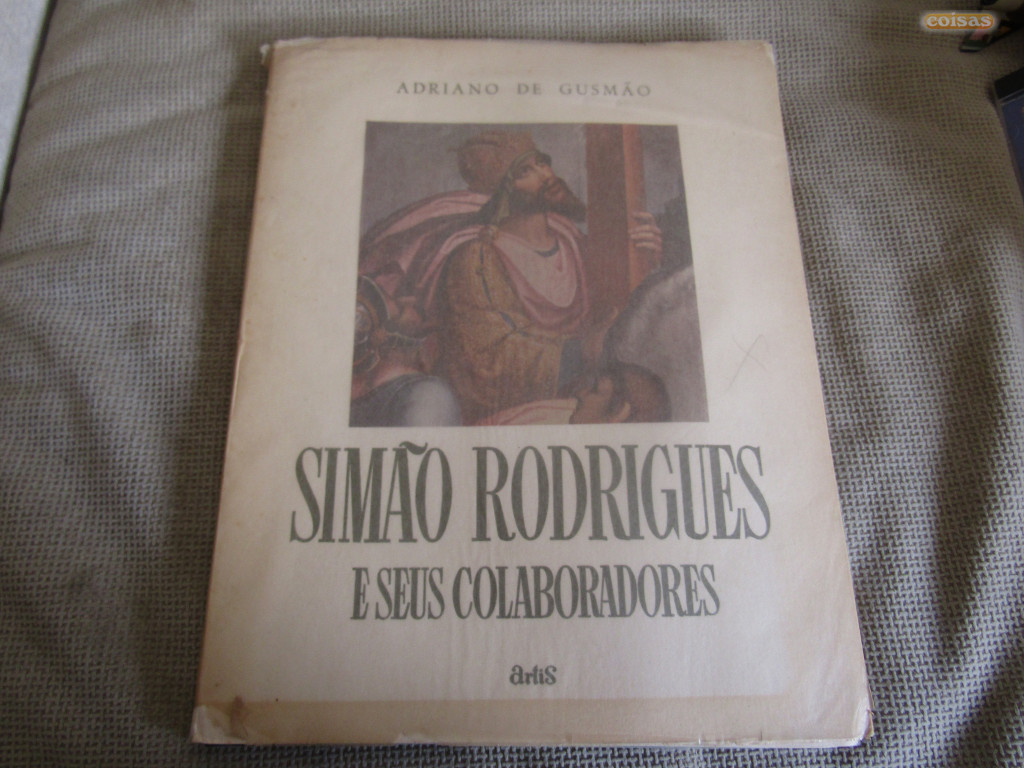 coisas
ADRIANO DE GUSMÃO
SIMÃO RODRIGUES
E SEUS COLABORADORES
artis